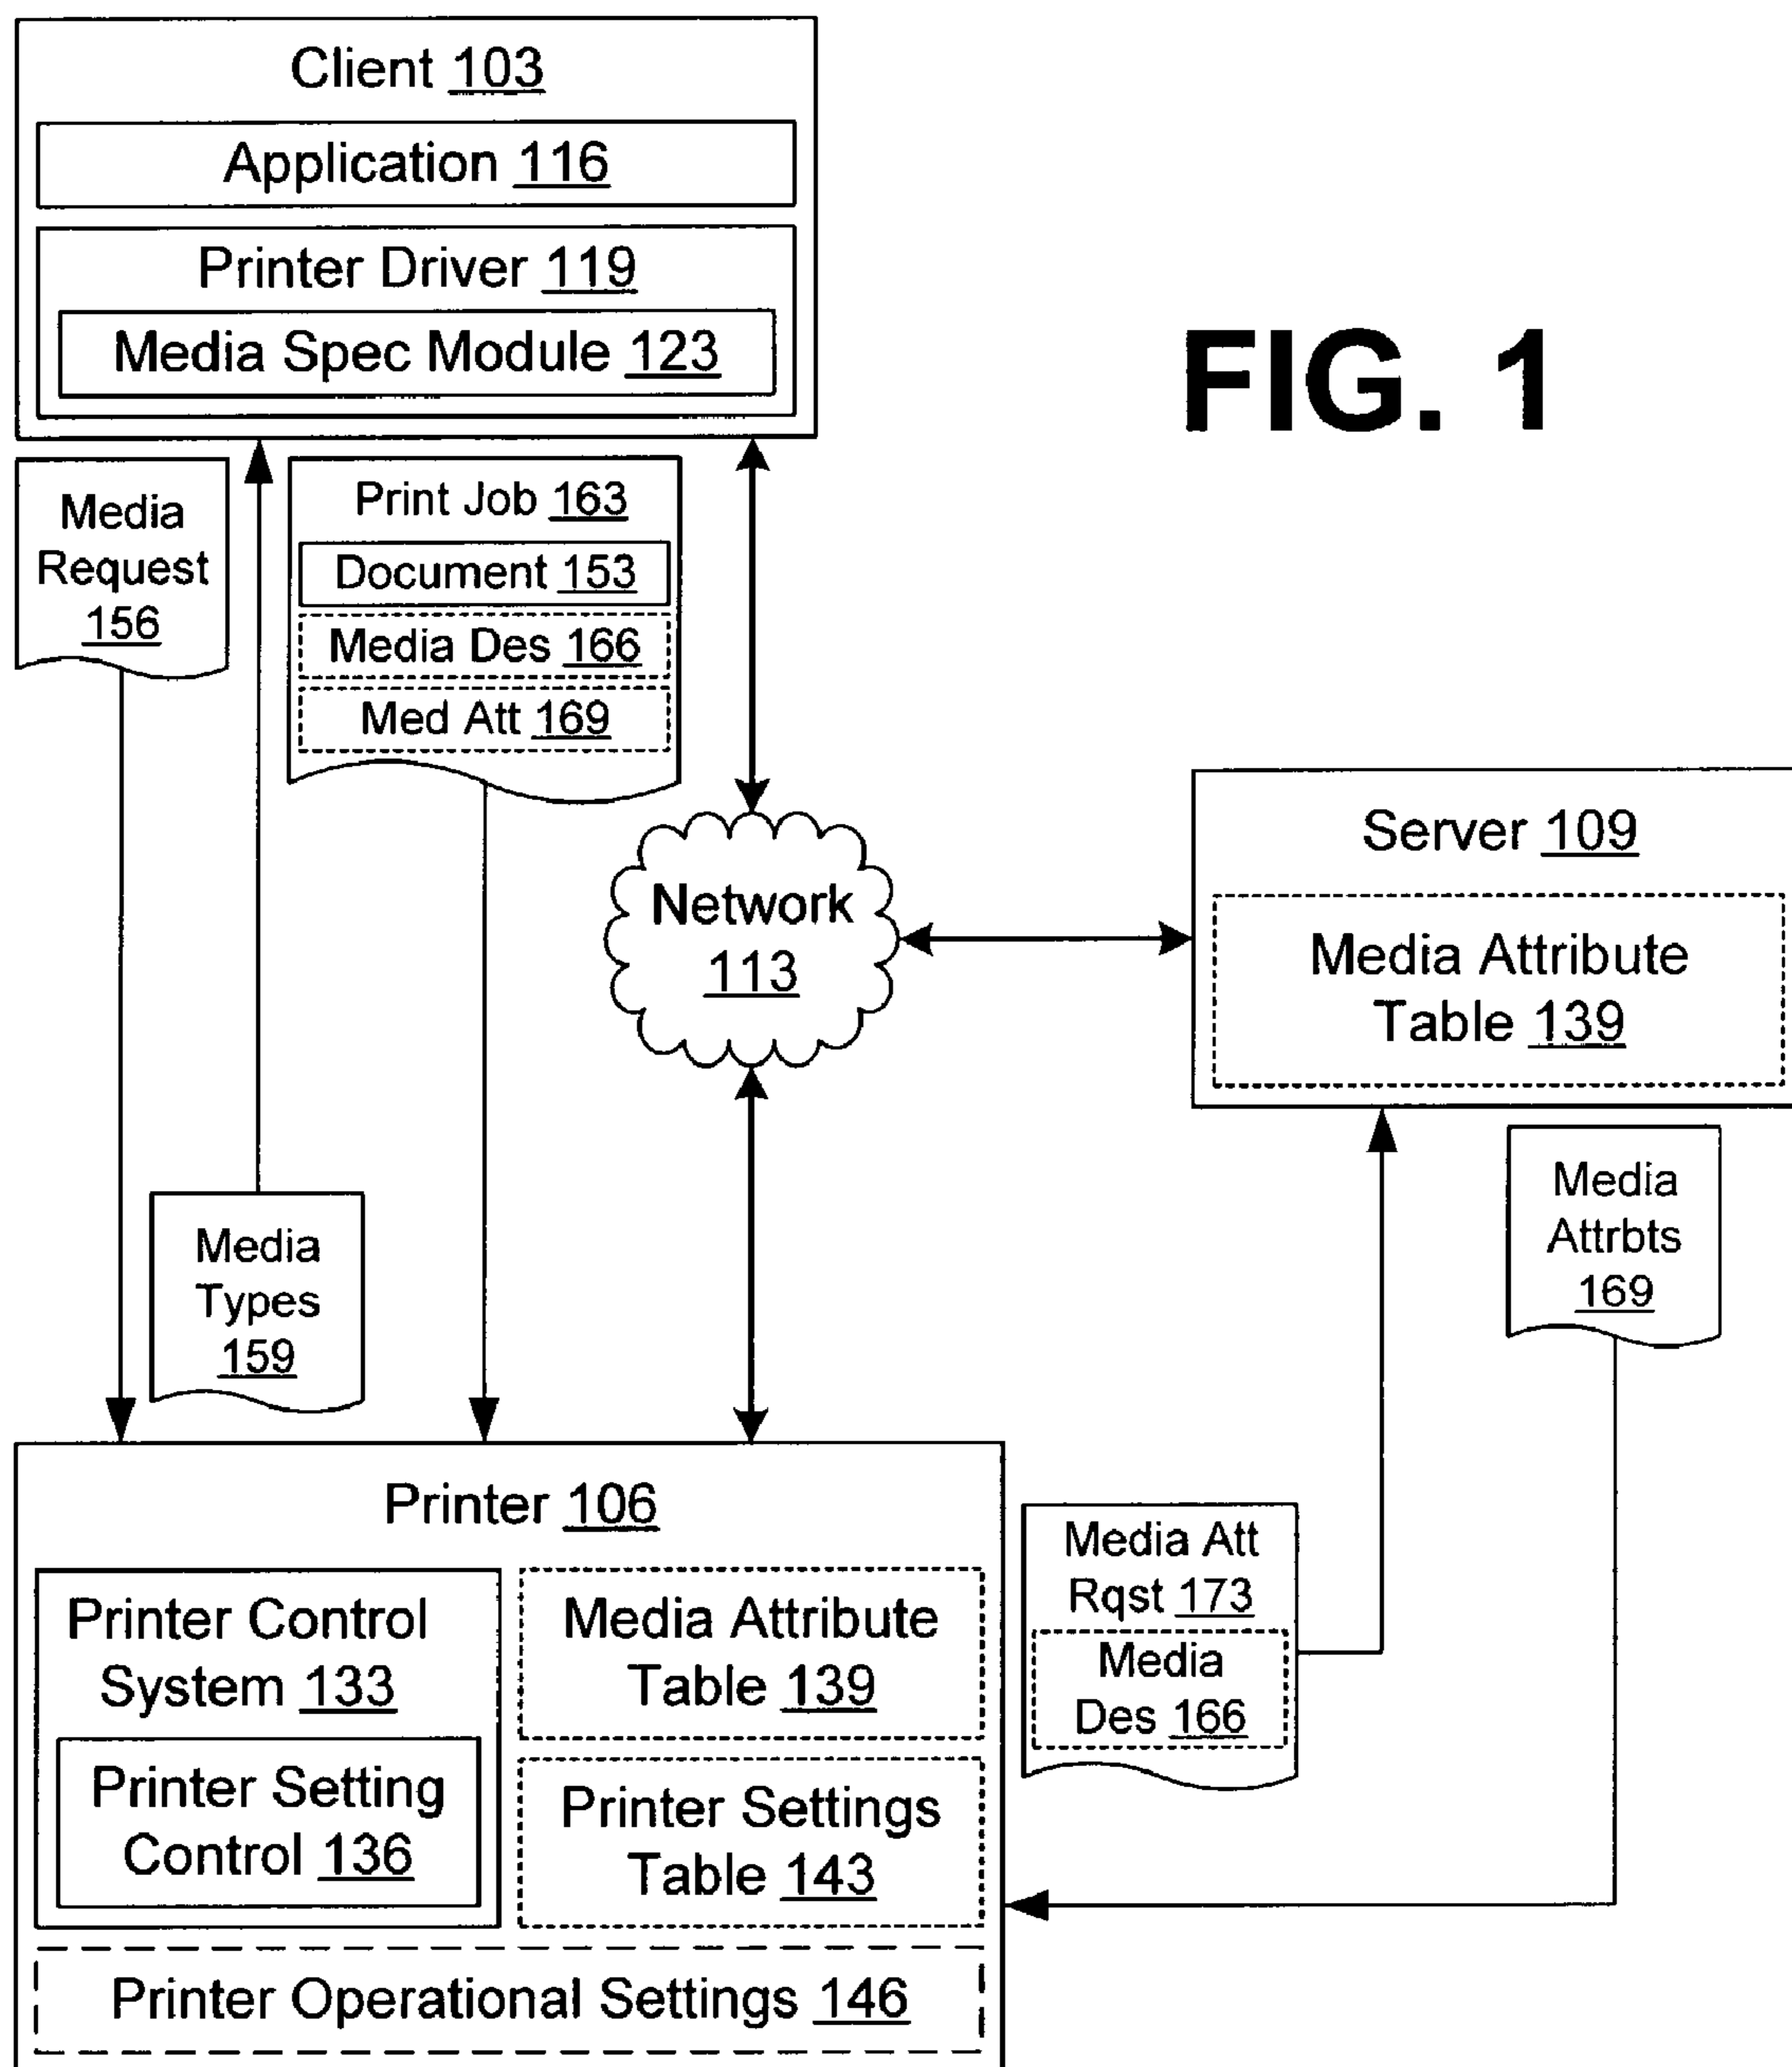 Client 103
Application 116
Printer Driver 119
Media Spec Module 123
FIG. 1
Media
Request
156
Print Job 163
Document 153
Media Des 166
Med Att 169
Network
113
Server 109
Media Attribute
Table 139
Media
Types
159
Media
Attrbts
169
Printer 106
Printer Control
System 133
Printer Setting
Control 136
Media Attribute
Table 139
Printer Settings
Table 143
Printer Operational Settings 146
Media Att
Rqst 173
Media
Des 166